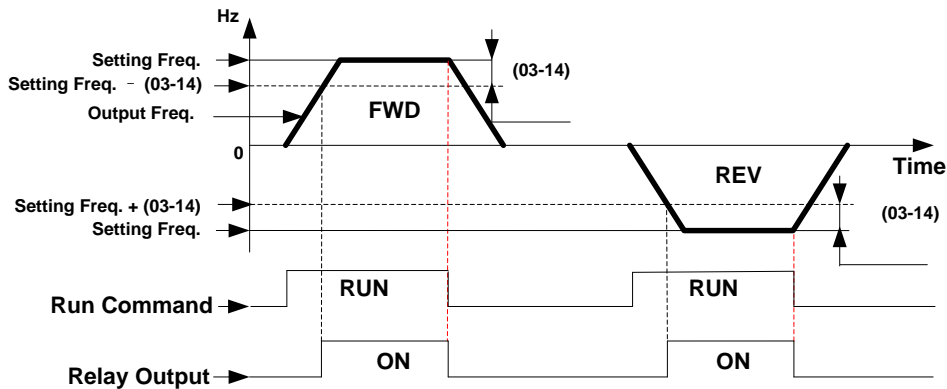 Hz
Setting Freq.
(03-14)
Setting Freq. – (03-14)
Output Freq.
FWD
0
Time
REV
Setting Freq. + (03-14)
(03-14)
Setting Freq.
Run Command
RUN
RUN
Relay Output
ON
ON